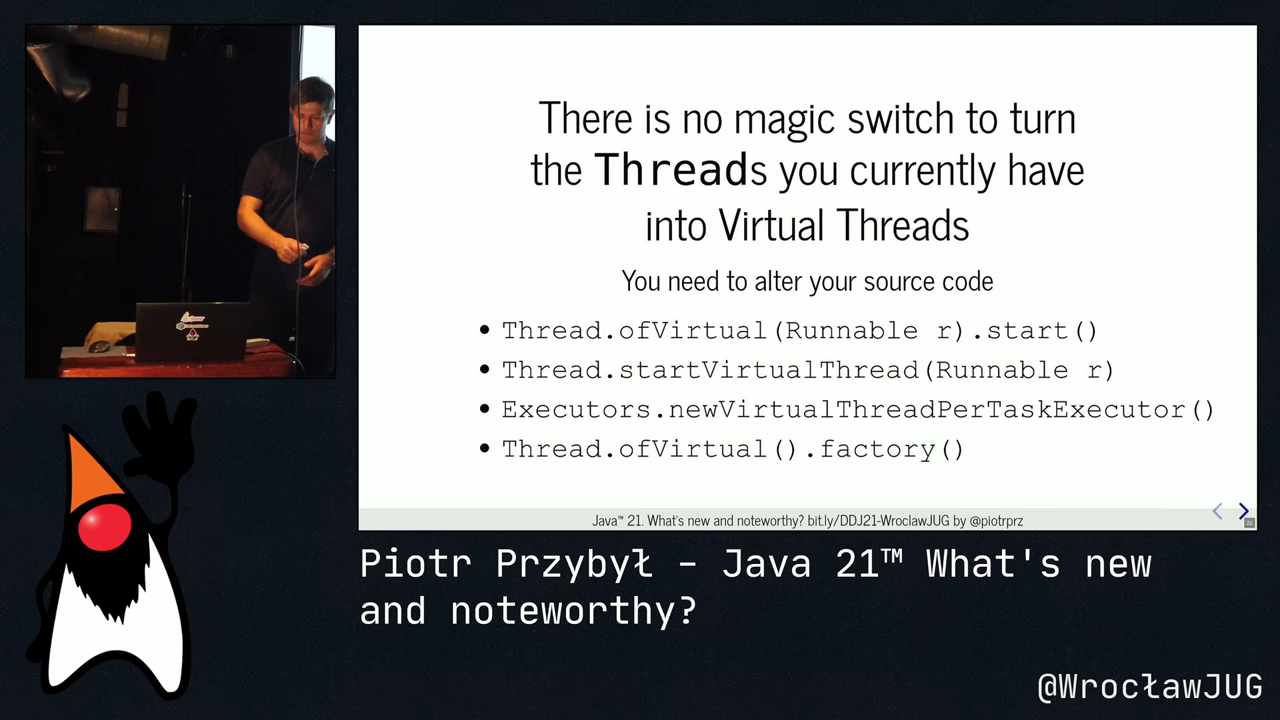 There is no magic switch to turn
the Threads you currently have
into Virtual Threads
You need to alter your source code
• Thread.ofVirtual(Runnable r).start()
• Thread.startVirtualThread(Runnable r)
• Executors.newVirtualThreadPerTaskExecutor()
• Thread.ofVirtual().factory()
Java™ 21. What's new and noteworthy? bit.ly/DDJ21-WroclawJUG by @piotrprz
Piotr Przybył – Java 21™ What's new
and noteworthy?
@WrocławJUG